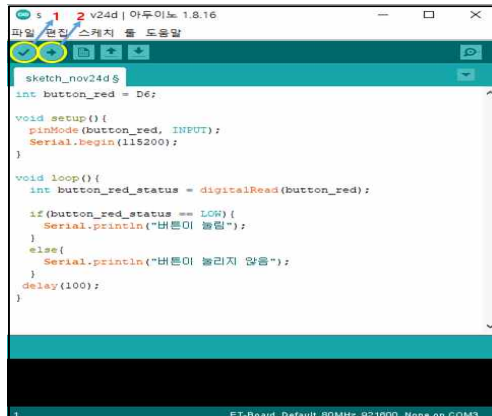 s 1 2 v24d | 아두이노 1.8.16
파일 편집 스케치 툴 도움말
sketch_nov24d §
int button_red = D6;
void setup(){
pinMode(button_red, INPUT);
Serial.begin(115200);
}
void loop(){
int button_red_status = digitalRead(button_red);
if(button_red_status == LOW){
Serial.println("버튼이 눌림");
}
else{
Serial.println("버튼이 눌리지 않음");
}
delay(100);
}
1 ET-Board, Default, 80MHz, 921600, None on COM3